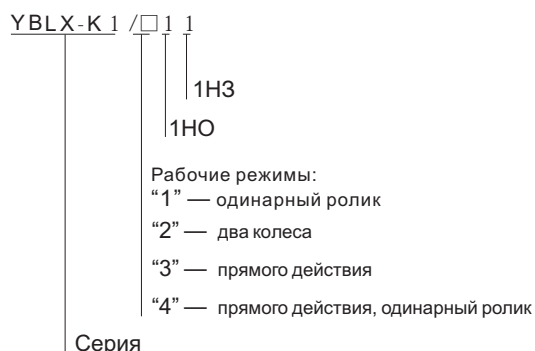 YBLX-K1/□11
1НЗ
1НО
Рабочие режимы:
“1” — одинарный ролик
“2” — два колеса
“3” — прямого действия
“4” — прямого действия, одинарный ролик
Серия